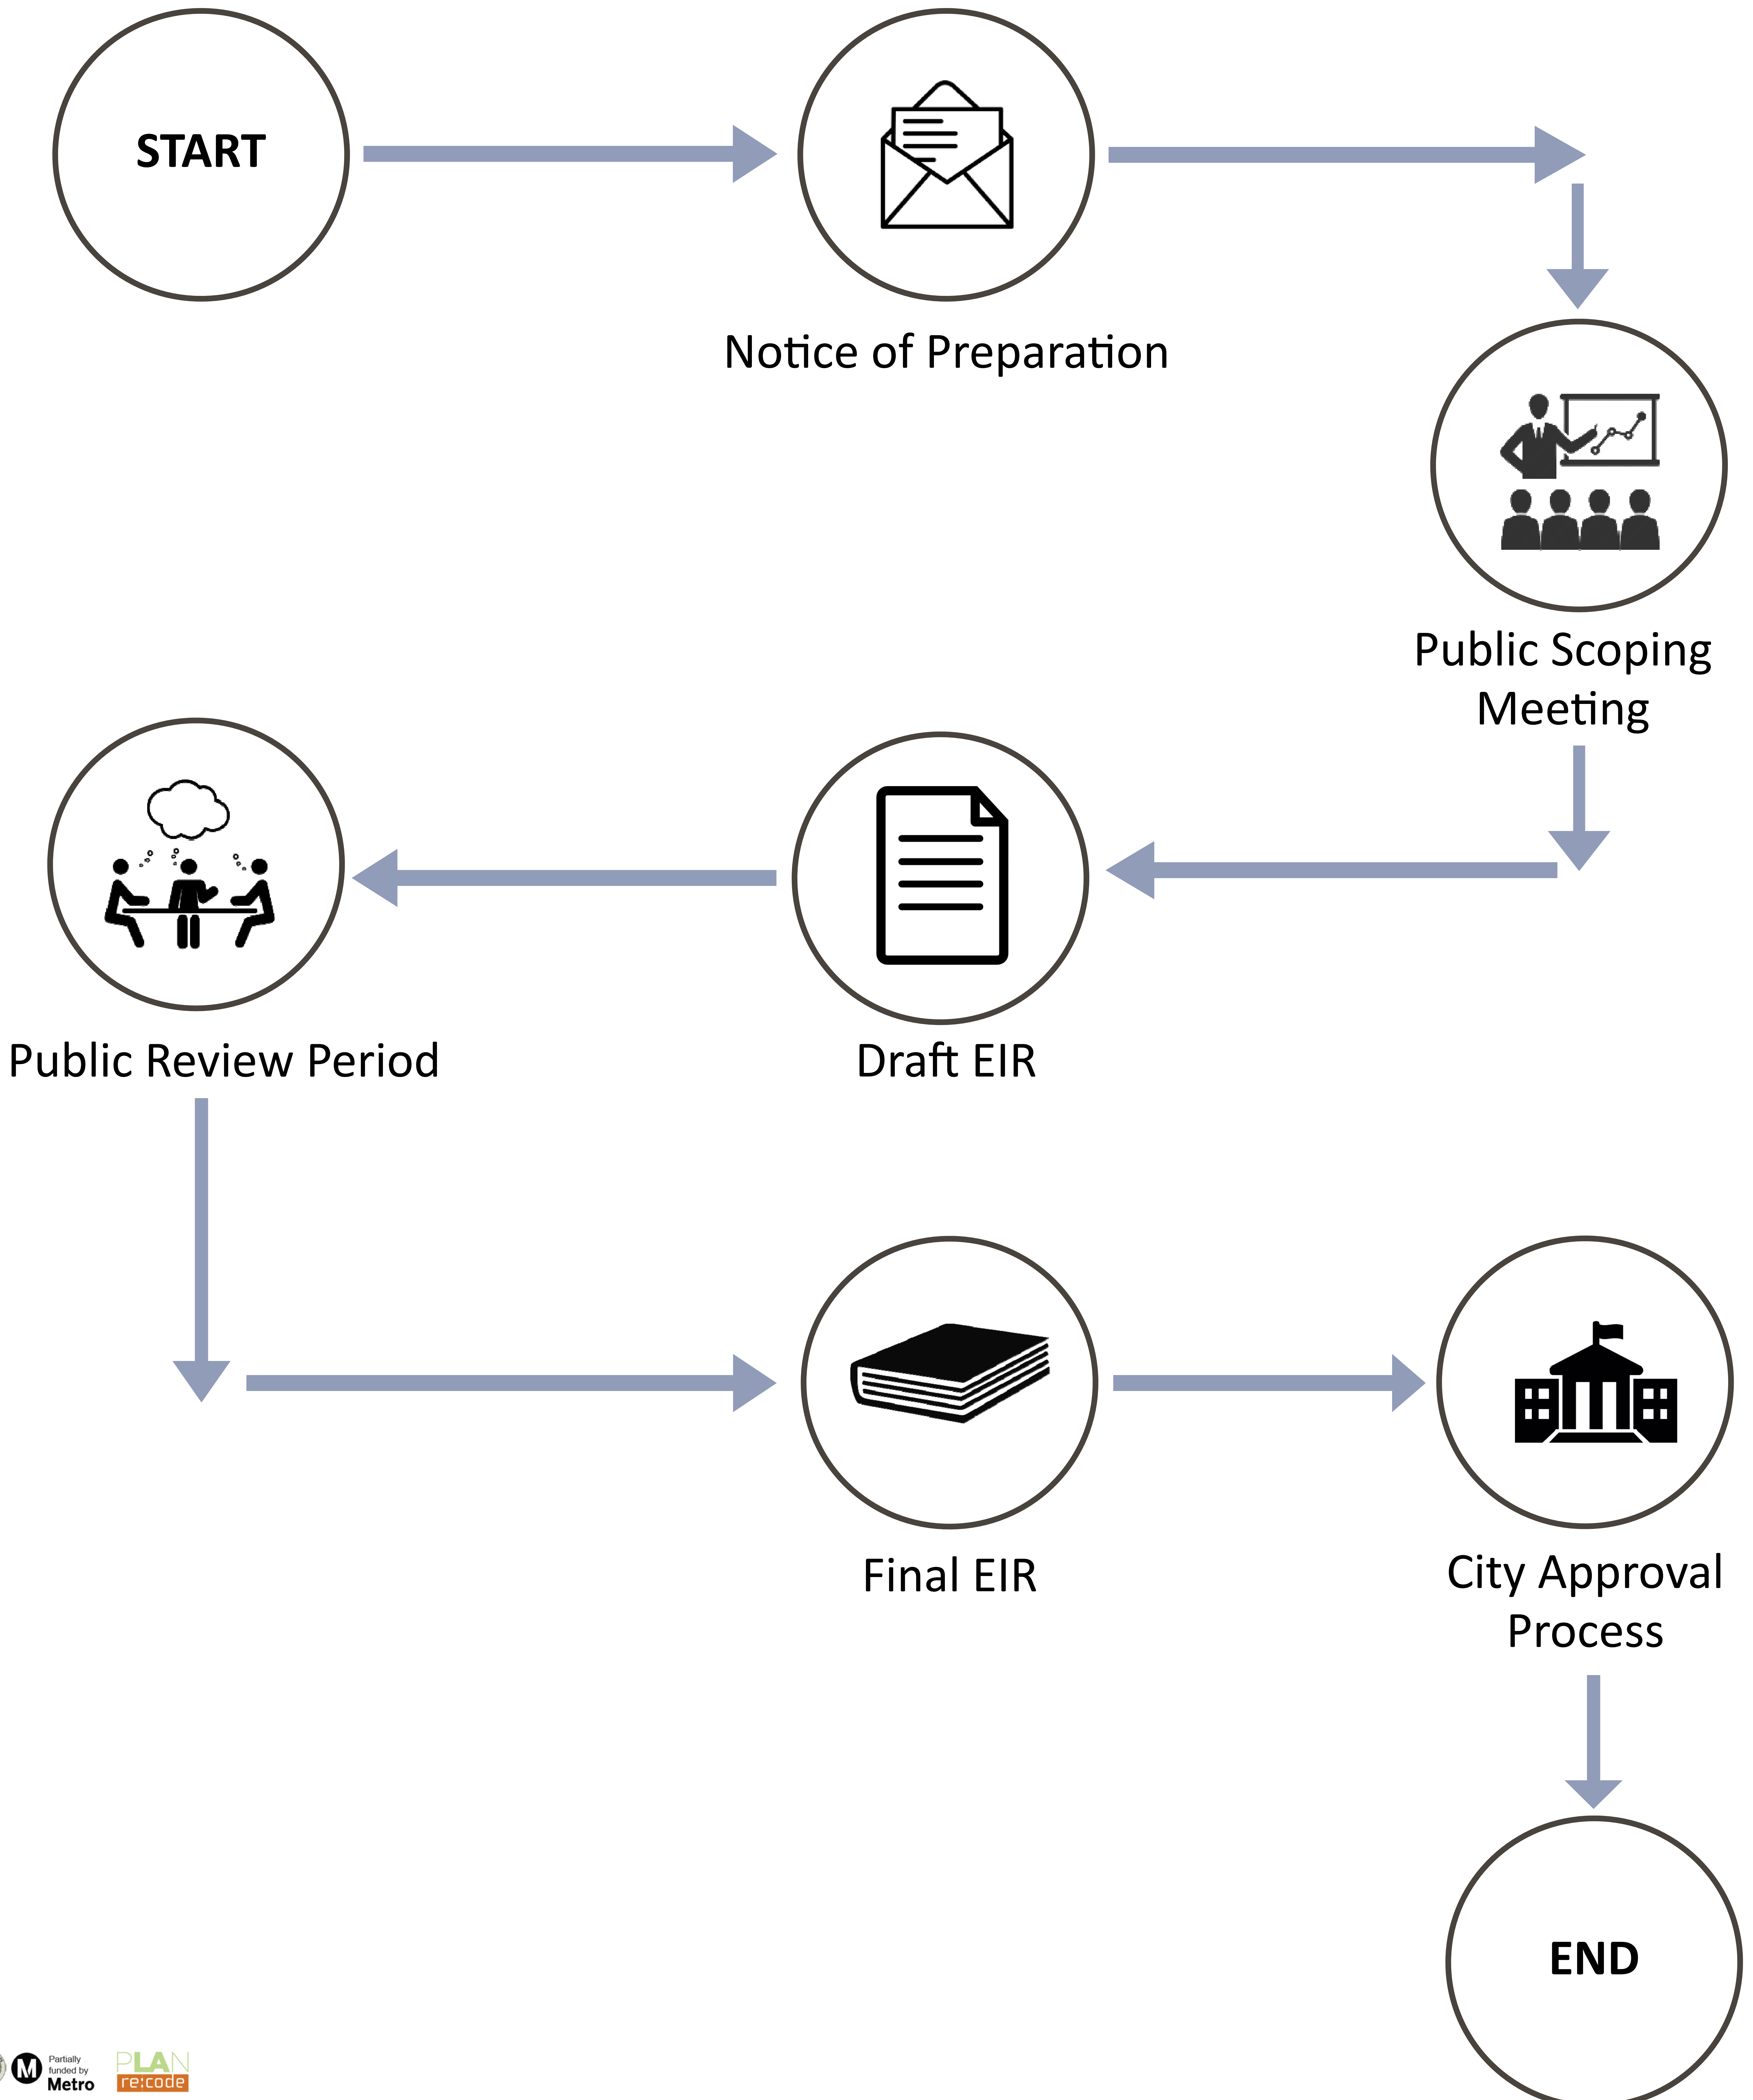 START
Notice of Preparation
Public Scoping
Meeting
Draft EIR
Public Review Period
Final EIR
City Approval
Process
END
M
Partially
funded by
Metro
PLAN
re:code